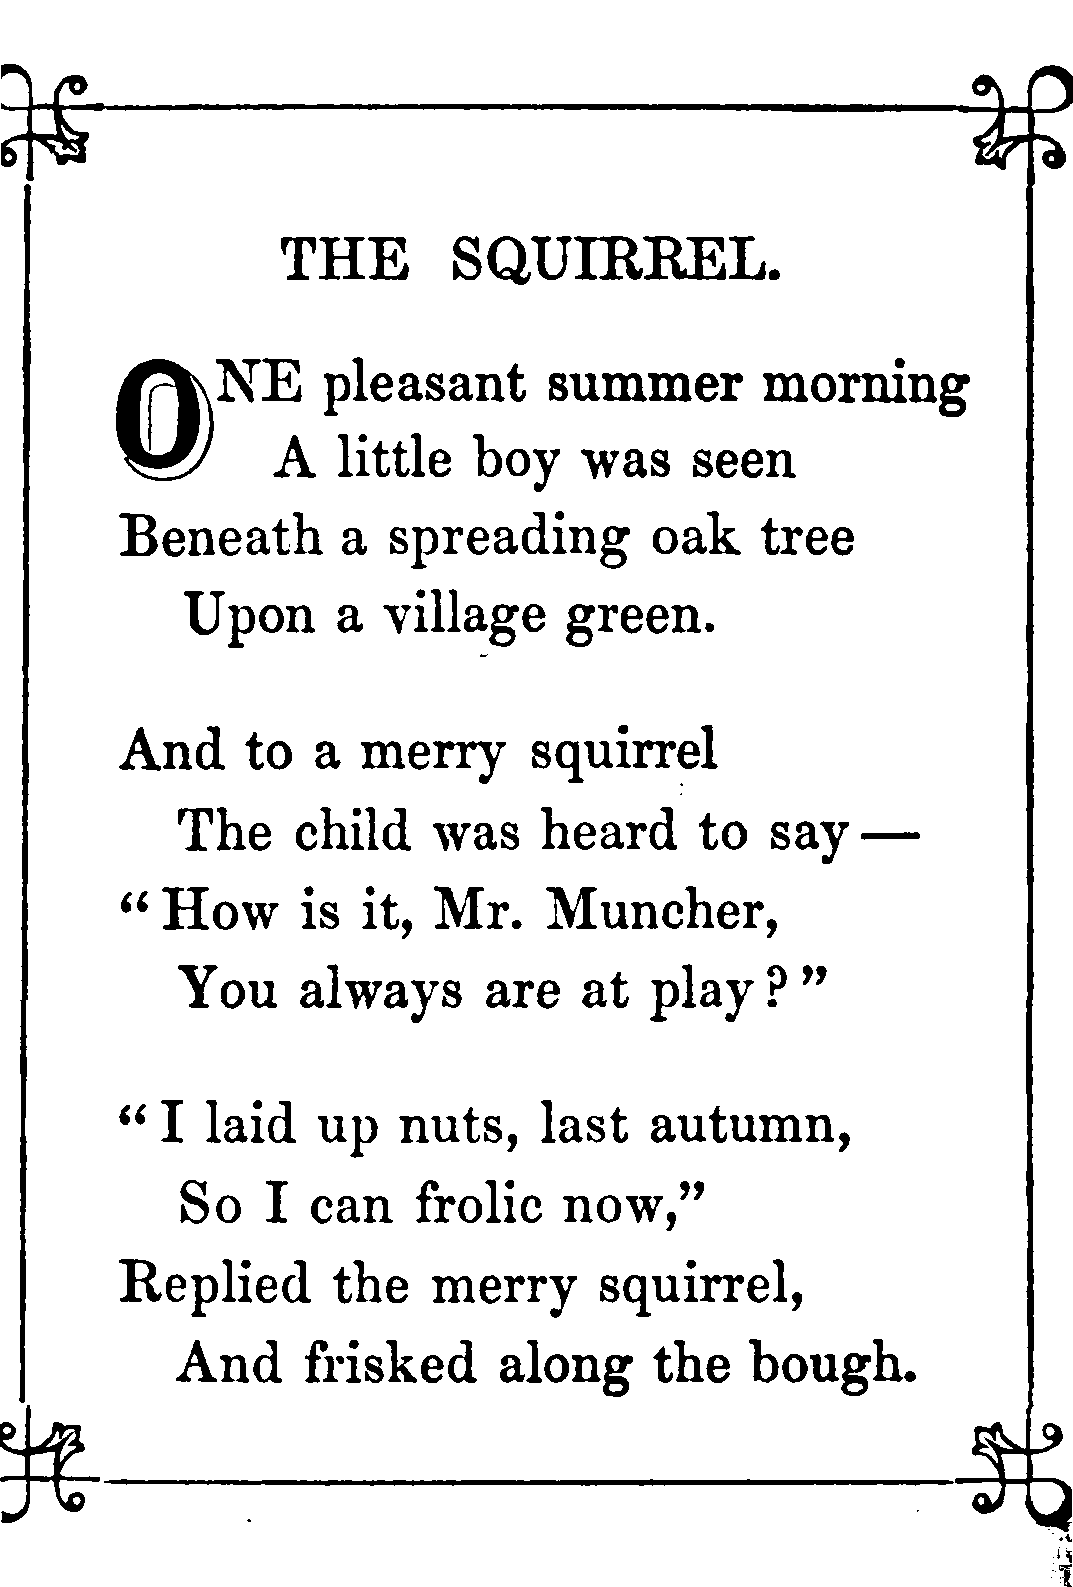 THE SQUIRREL.
ONE pleasant summer morning
A little boy was seen
Beneath a spreading oak tree
Upon a village green.
And to a merry squirrel
The child was heard to say—
“How is it, Mr. Muncher,
You always are at play?”
“I laid up nuts, last autumn,
So I can frolic now,”
Replied the merry squirrel,
And frisked along the bough.